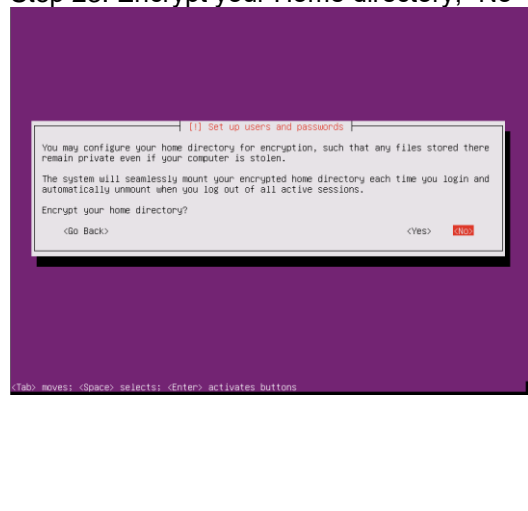 Encrypt your Home directory, "No"
[!] Set up users and passwords
You may configure your home directory for encryption, such that any files stored there
remain private even if your computer is stolen.
The system will seamlessly mount your encrypted home directory each time you login and
automatically unmount when you log out of all active sessions.
Encrypt your home directory?
<Go Back> <Yes> <No>
<Tab> moves; <Space> selects; <Enter> activates buttons